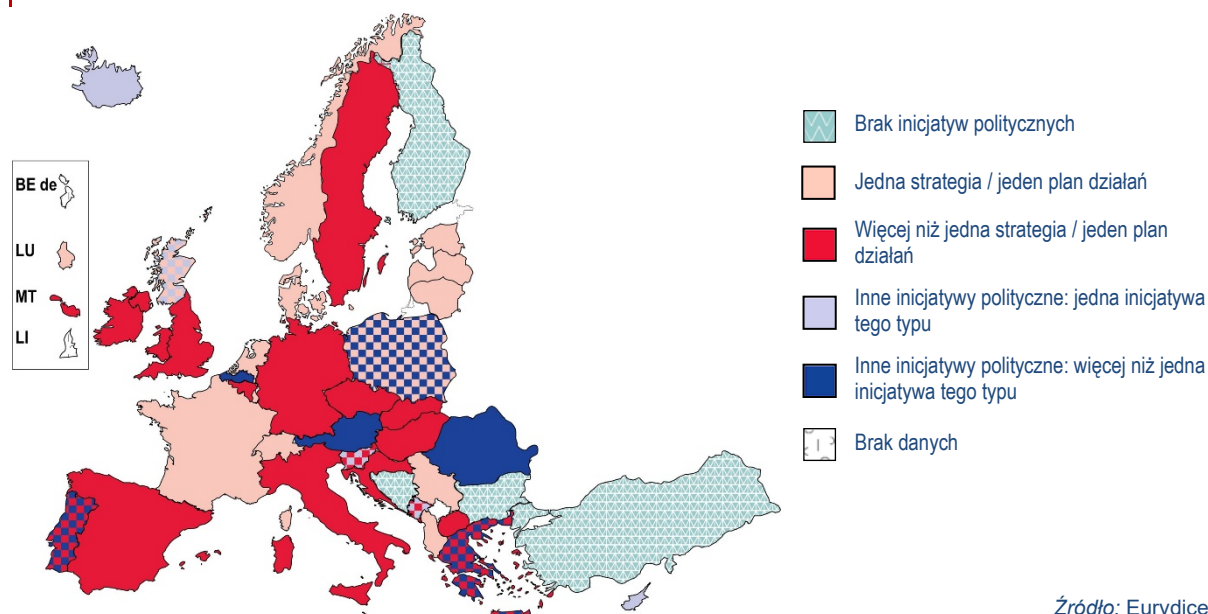 BE de
LU
MT
LI
Brak inicjatyw politycznych
Jedna strategia / jeden plan działań
Więcej niż jedna strategia / jeden plan
działań
Inne inicjatywy polityczne: jedna inicjatywa
tego typu
Inne inicjatywy polityczne: więcej niż jedna
inicjatywa tego typu
Brak danych
Źródło: Eurydice